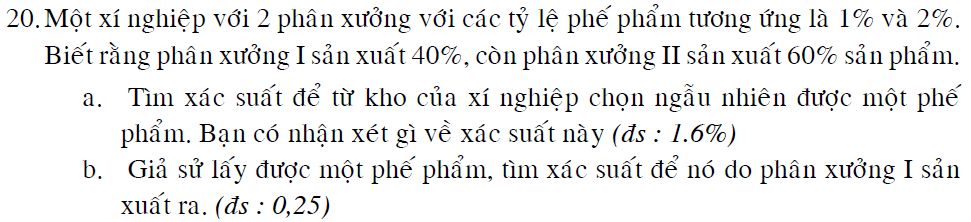 20. Một xí nghiệp với 2 phân xưởng với các tỷ lệ phế phẩm tương ứng là 1% và 2%.
Biết rằng phân xưởng I sản xuất 40%, còn phân xưởng II sản xuất 60% sản phẩm.
a. Tìm xác suất để từ kho của xí nghiệp chọn ngẫu nhiên được một phế
phẩm. Bạn có nhận xét gì về xác suất này (đs : 1.6%)
b. Giả sử lấy được một phế phẩm, tìm xác suất để nó do phân xưởng I sản
xuất ra. (đs : 0,25)